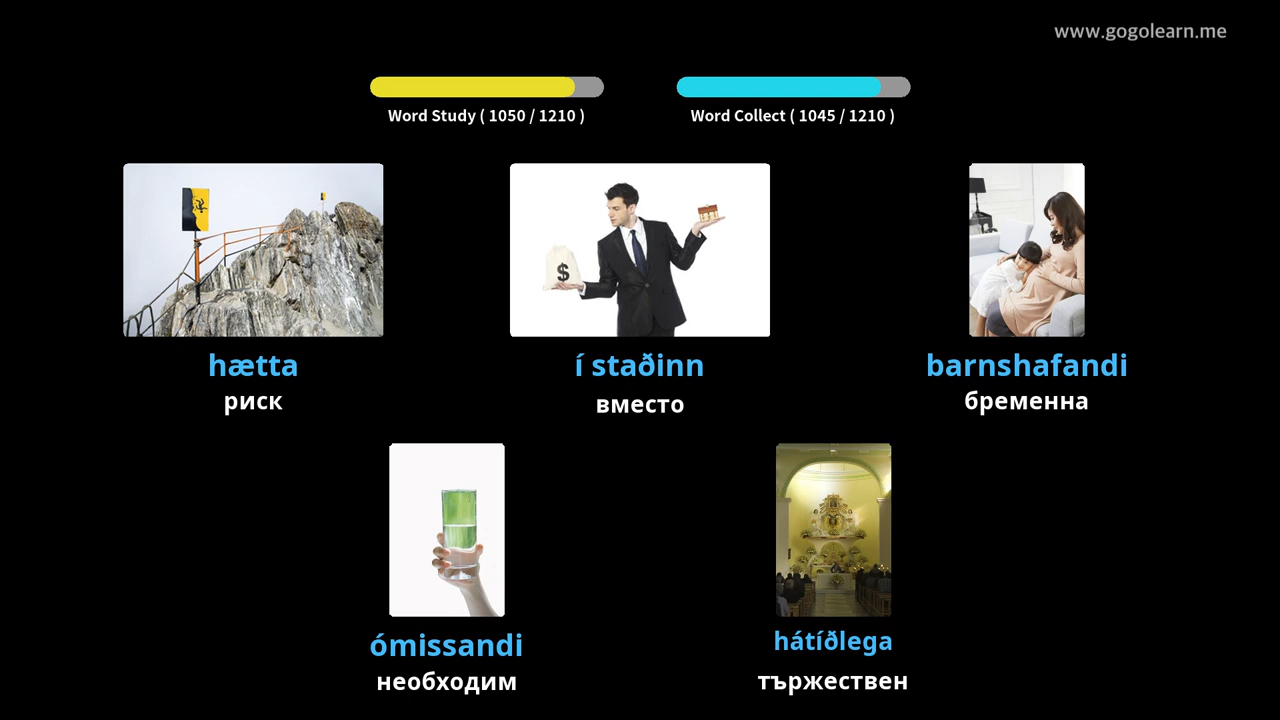 www.gogolearn.me
Word Study ( 1050 / 1210 )
Word Collect ( 1045 / 1210 )
hætta
риск
í staðinn
вместо
barnshafandi
бременна
$
ómissandi
необходим
hátíðlega
тържествен